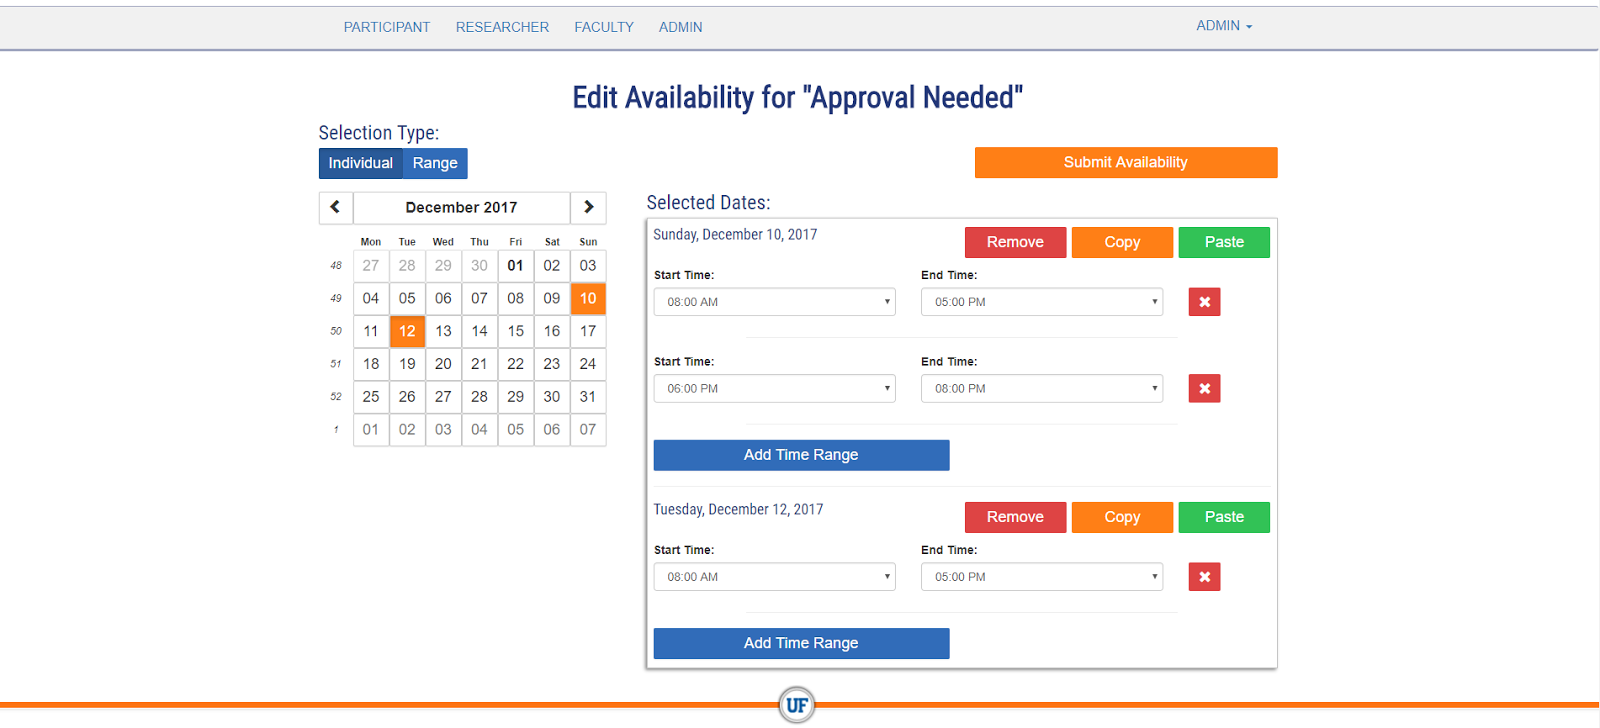 PARTICIPANT RESEARCHER FACULTY ADMIN ADMIN
Edit Availability for "Approval Needed"
Selection Type:
Individual Range
Submit Availability
December 2017
Mon Tue Wed Thu Fri Sat Sun
48 27 28 29 30 01 02 03
49 04 05 06 07 08 09 10
50 11 12 13 14 15 16 17
51 18 19 20 21 22 23 24
52 25 26 27 28 29 30 31
1 01 02 03 04 05 06 07
Selected Dates:
Sunday, December 10, 2017 Remove Copy Paste
Start Time: End Time:
08:00 AM 05:00 PM
Start Time: End Time:
06:00 PM 08:00 PM
Add Time Range
Tuesday, December 12, 2017 Remove Copy Paste
Start Time: End Time:
08:00 AM 05:00 PM
Add Time Range
UF